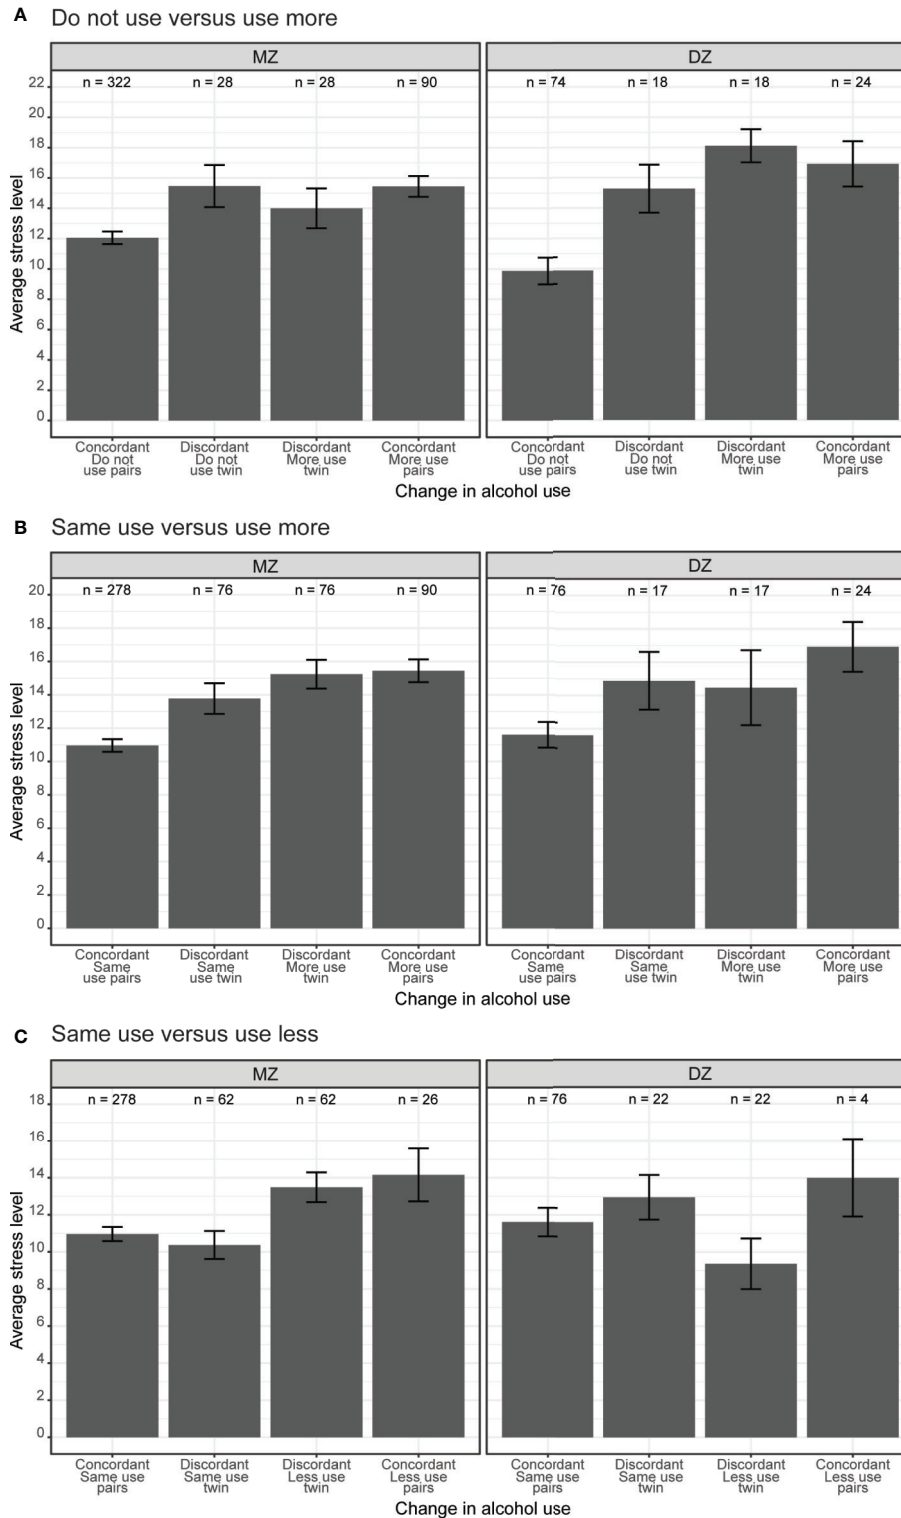 A Do not use versus use more
MZ
DZ
n = 322 n = 28 n = 28 n = 90
n = 74 n = 18 n = 18 n = 24
22
20
18
16
14
12
10
8
6
4
2
0
Average stress level
Concordant Discordant Discordant Concordant
Do not Do not More use More use
use pairs use twin twin pairs
Concordant Discordant Discordant Concordant
Do not Do not More use More use
use pairs use twin twin pairs
Change in alcohol use
B Same use versus use more
MZ
DZ
n = 278 n = 76 n = 76 n = 90
n = 76 n = 17 n = 17 n = 24
20
18
16
14
12
10
8
6
4
2
0
Average stress level
Concordant Discordant Discordant Concordant
Same Same More use More use
use pairs use twin twin pairs
Concordant Discordant Discordant Concordant
Same Same More use More use
use pairs use twin twin pairs
Change in alcohol use
C Same use versus use less
MZ
DZ
n = 278 n = 62 n = 62 n = 26
n = 76 n = 22 n = 22 n = 4
18
16
14
12
10
8
6
4
2
0
Average stress level
Concordant Discordant Discordant Concordant
Same use Same use Less use Less use
pairs twin twin pairs
Concordant Discordant Discordant Concordant
Same use Same use Less use Less use
pairs twin twin pairs
Change in alcohol use